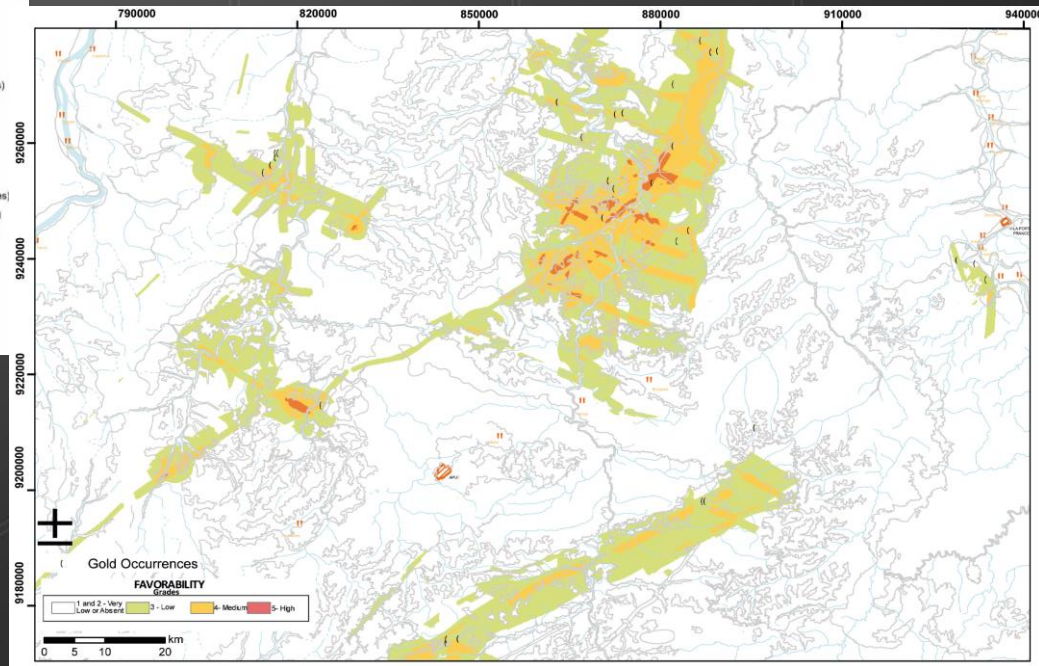 790000 820000 850000 880000 910000 940000
9260000
9240000
9220000
9200000
9180000
s)
es)
Gold Occurrences
FAVORABILITY
Grades
1 and 2 - Very
Low or Absent
3 - Low
4- Medium
5- High
km
0 5 10 20